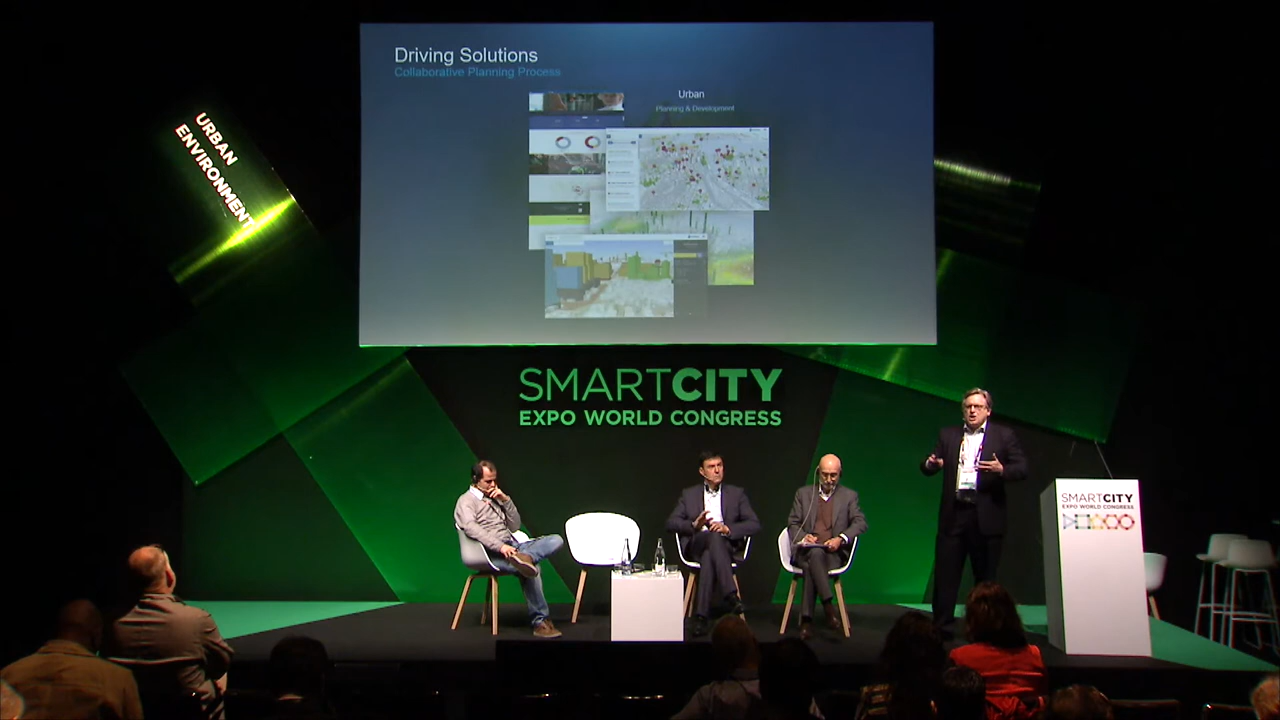 Driving Solutions
Collaborative Planning Process
Urban
Planning & Development
URBAN
ENVIRONMENT
SMARTCITY
EXPO WORLD CONGRESS
SMARTCITY
EXPO WORLD CONGRESS